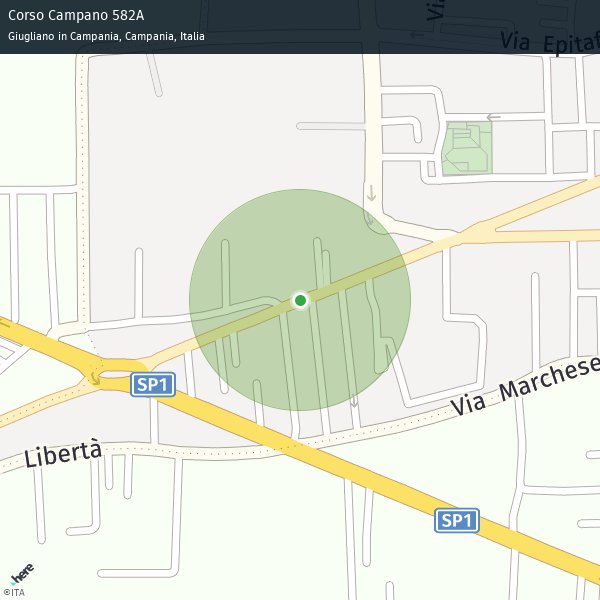 Corso Campano 582A
Giugliano in Campania, Campania, Italia
Via
Via Epitaf
SP1
Via Marchese
Libertà
SP1
here
©ITA